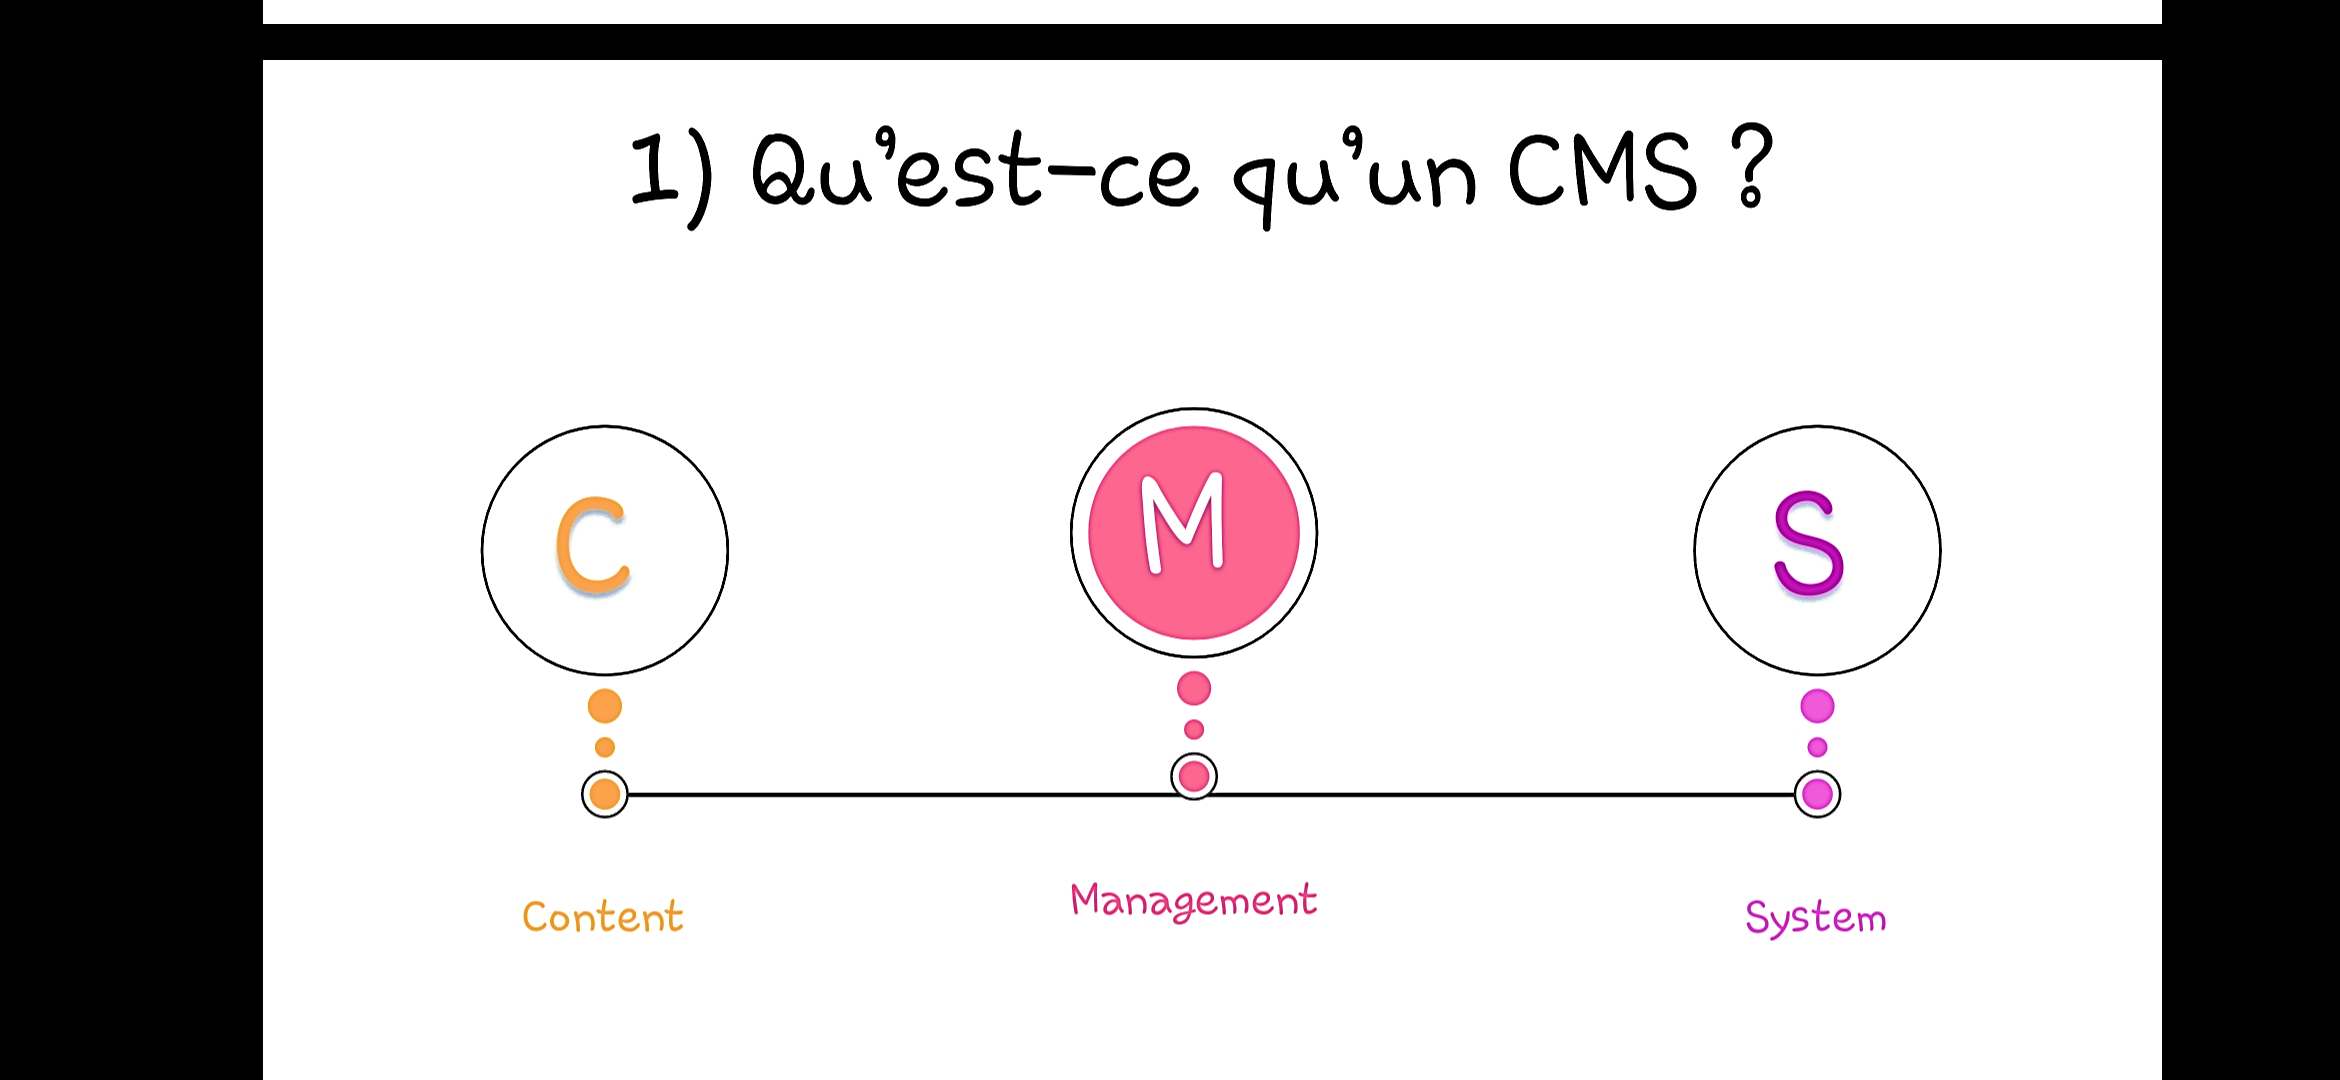 1) Qu’est-ce qu’un CMS ?
C
M
S
Content
Management
System